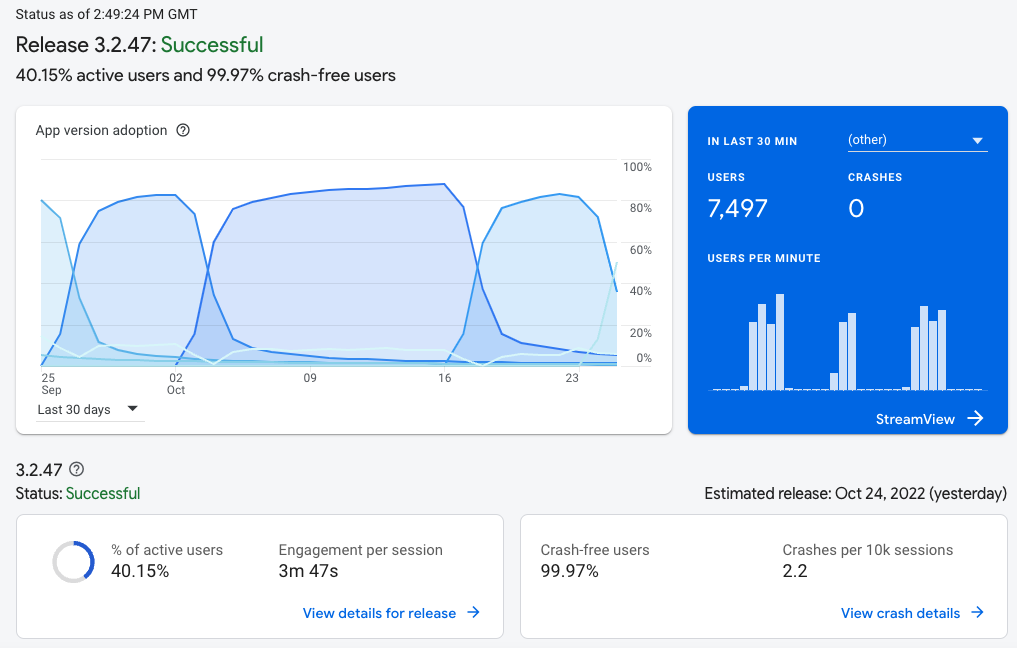 Status as of 2:49:24 PM GMT
Release 3.2.47: Successful
40.15% active users and 99.97% crash-free users
App version adoption
100%
80%
60%
40%
20%
0%
25 02 09 16 23
Sep Oct
Last 30 days
IN LAST 30 MIN (other)
USERS CRASHES
7,497 0
USERS PER MINUTE
StreamView
3.2.47
Status: Successful
Estimated release: Oct 24, 2022 (yesterday)
% of active users Engagement per session
40.15% 3m 47s
View details for release
Crash-free users Crashes per 10k sessions
99.97% 2.2
View crash details